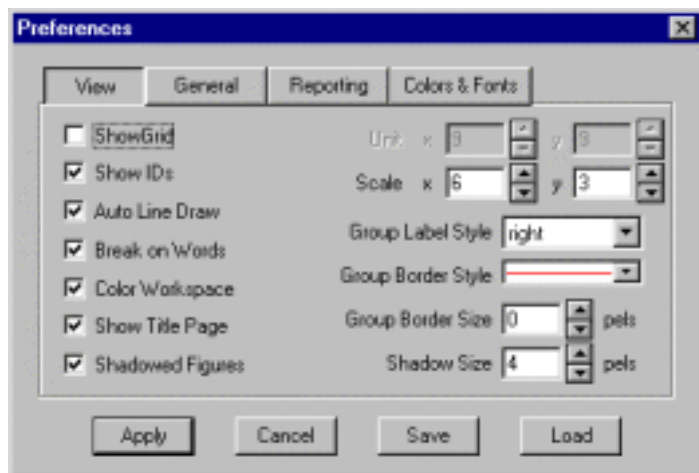 Preferences
View General Reporting Colors & Fonts
ShowGrid
Unit x 9 y 9
Show IDs
Scale x 6 y 3
Auto Line Draw
Group Label Style right
Break on Words
Group Border Style
Color Workspace
Group Border Size 0 pels
Show Title Page
Shadow Size 4 pels
Shadowed Figures
Apply Cancel Save Load